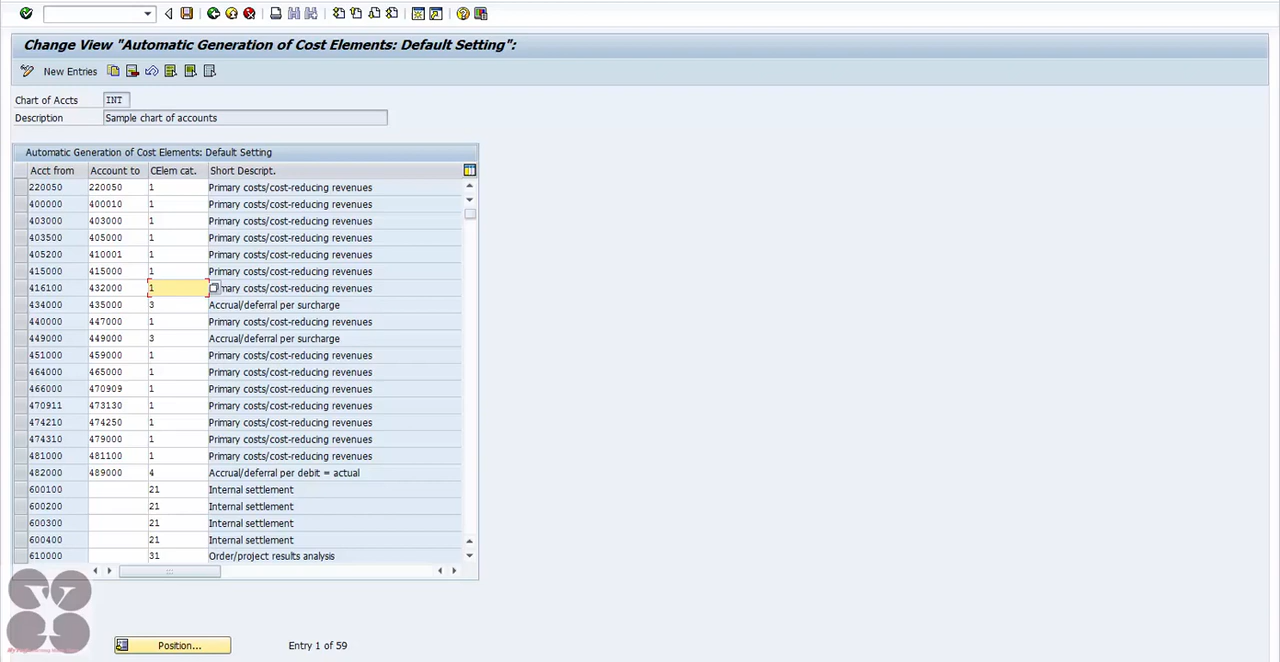 Change View "Automatic Generation of Cost Elements: Default Setting":
New Entries
Chart of Accts INT
Description Sample chart of accounts
Automatic Generation of Cost Elements: Default Setting
Acct from Account to CElem cat. Short Descript.
220050 220050 1 Primary costs/cost-reducing revenues
400000 400010 1 Primary costs/cost-reducing revenues
403000 403000 1 Primary costs/cost-reducing revenues
403500 405000 1 Primary costs/cost-reducing revenues
405200 410001 1 Primary costs/cost-reducing revenues
415000 415000 1 Primary costs/cost-reducing revenues
416100 432000 1 mary costs/cost-reducing revenues
434000 435000 3 Accrual/deferral per surcharge
440000 447000 1 Primary costs/cost-reducing revenues
449000 449000 3 Accrual/deferral per surcharge
451000 459000 1 Primary costs/cost-reducing revenues
464000 465000 1 Primary costs/cost-reducing revenues
466000 470909 1 Primary costs/cost-reducing revenues
470911 473130 1 Primary costs/cost-reducing revenues
474210 474250 1 Primary costs/cost-reducing revenues
474310 479000 1 Primary costs/cost-reducing revenues
481000 481100 1 Primary costs/cost-reducing revenues
482000 489000 4 Accrual/deferral per debit = actual
600100 21 Internal settlement
600200 21 Internal settlement
600300 21 Internal settlement
600400 21 Internal settlement
610000 31 Order/project results analysis
Position... Entry 1 of 59